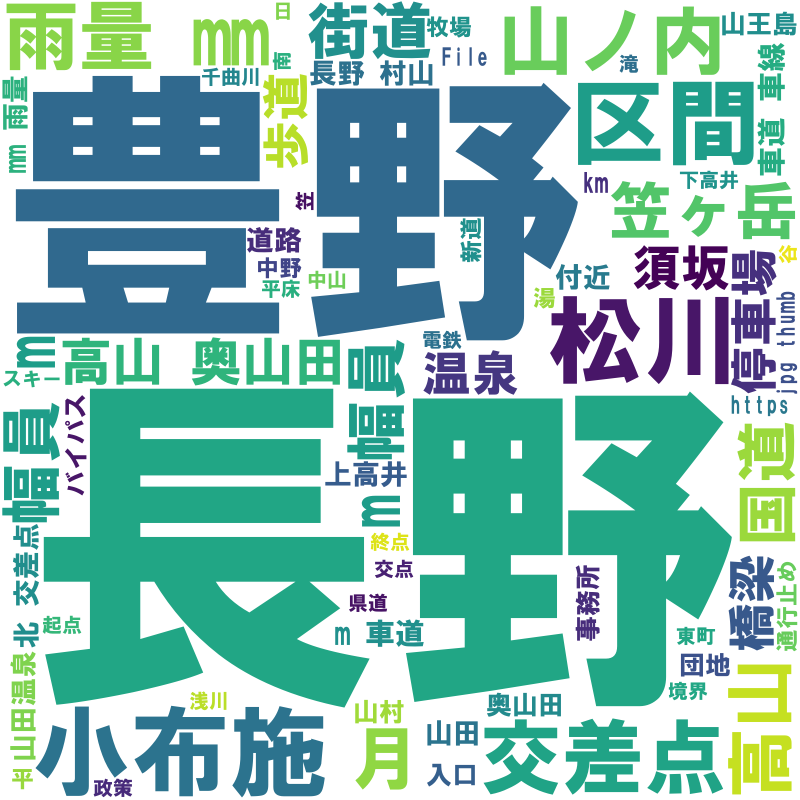 雨量 mm
日
街道
牧場
File
山ノ内
山王島
千曲川
南
長野 村山
滝
車道 車線
mm 雨量
豊野
歩道
区間
km
下高井
笠
笠ヶ岳
道路
新道
中野
平床
中山
付近
須坂
谷
湯
松川
停車場
jpg thumb
m
高山 奥山田
電鉄
幅員
温泉
スキー
https
幅員 m
バイパス
長野
上高井
国道
北 交差点
終点
交点
事務所
橋梁
通行止め
県道
起点
m 車道
東町
団地
境界
平 山田温泉
浅川
山村
奥山田
高山
小布施
政策
月
山田
入口
交差点